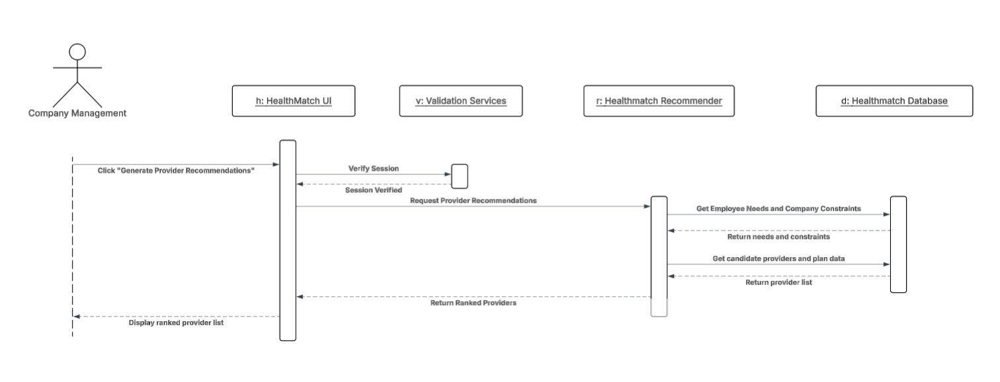 Company Management
h: HealthMatch UI
v: Validation Services
r: Healthmatch Recommender
d: Healthmatch Database
Click "Generate Provider Recommendations"
Verify Session
Session Verified
Request Provider Recommendations
Get Employee Needs and Company Constraints
Return needs and constraints
Get candidate providers and plan data
Return provider list
Return Ranked Providers
Display ranked provider list